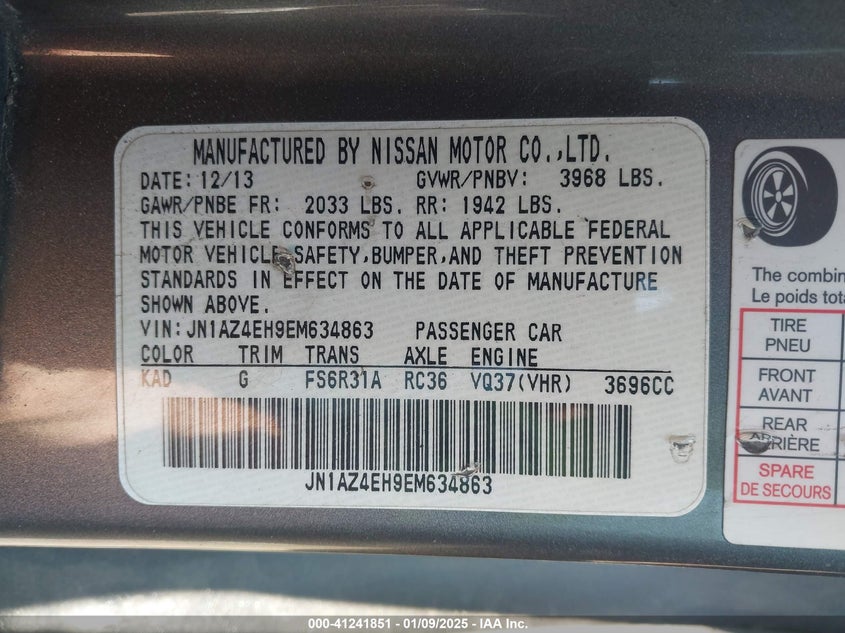 MANUFACTURED BY NISSAN MOTOR CO.,LTD.
DATE: 12/13 GVWR/PNBV: 3968 LBS.
GAWR/PNBE FR: 2033 LBS. RR: 1942 LBS.
THIS VEHICLE CONFORMS TO ALL APPLICABLE FEDERAL
MOTOR VEHICLE SAFETY,BUMPER,AND THEFT PREVENTION
STANDARDS IN EFFECT ON THE DATE OF MANUFACTURE
SHOWN ABOVE.
VIN:JN1AZ4EH9EM634863 PASSENGER CAR
COLOR TRIM TRANS AXLE ENGINE
KAD G FS6R31A RC36 VQ37(VHR) 3696CC
JN1AZ4EH9EM634863
The combin
Le poids tota
TIRE
PNEU
FRONT
AVANT
REAR
ARRIÈRE
SPARE
DE SECOURS
000-41241851 | 01/09/2025 | IAA Inc.